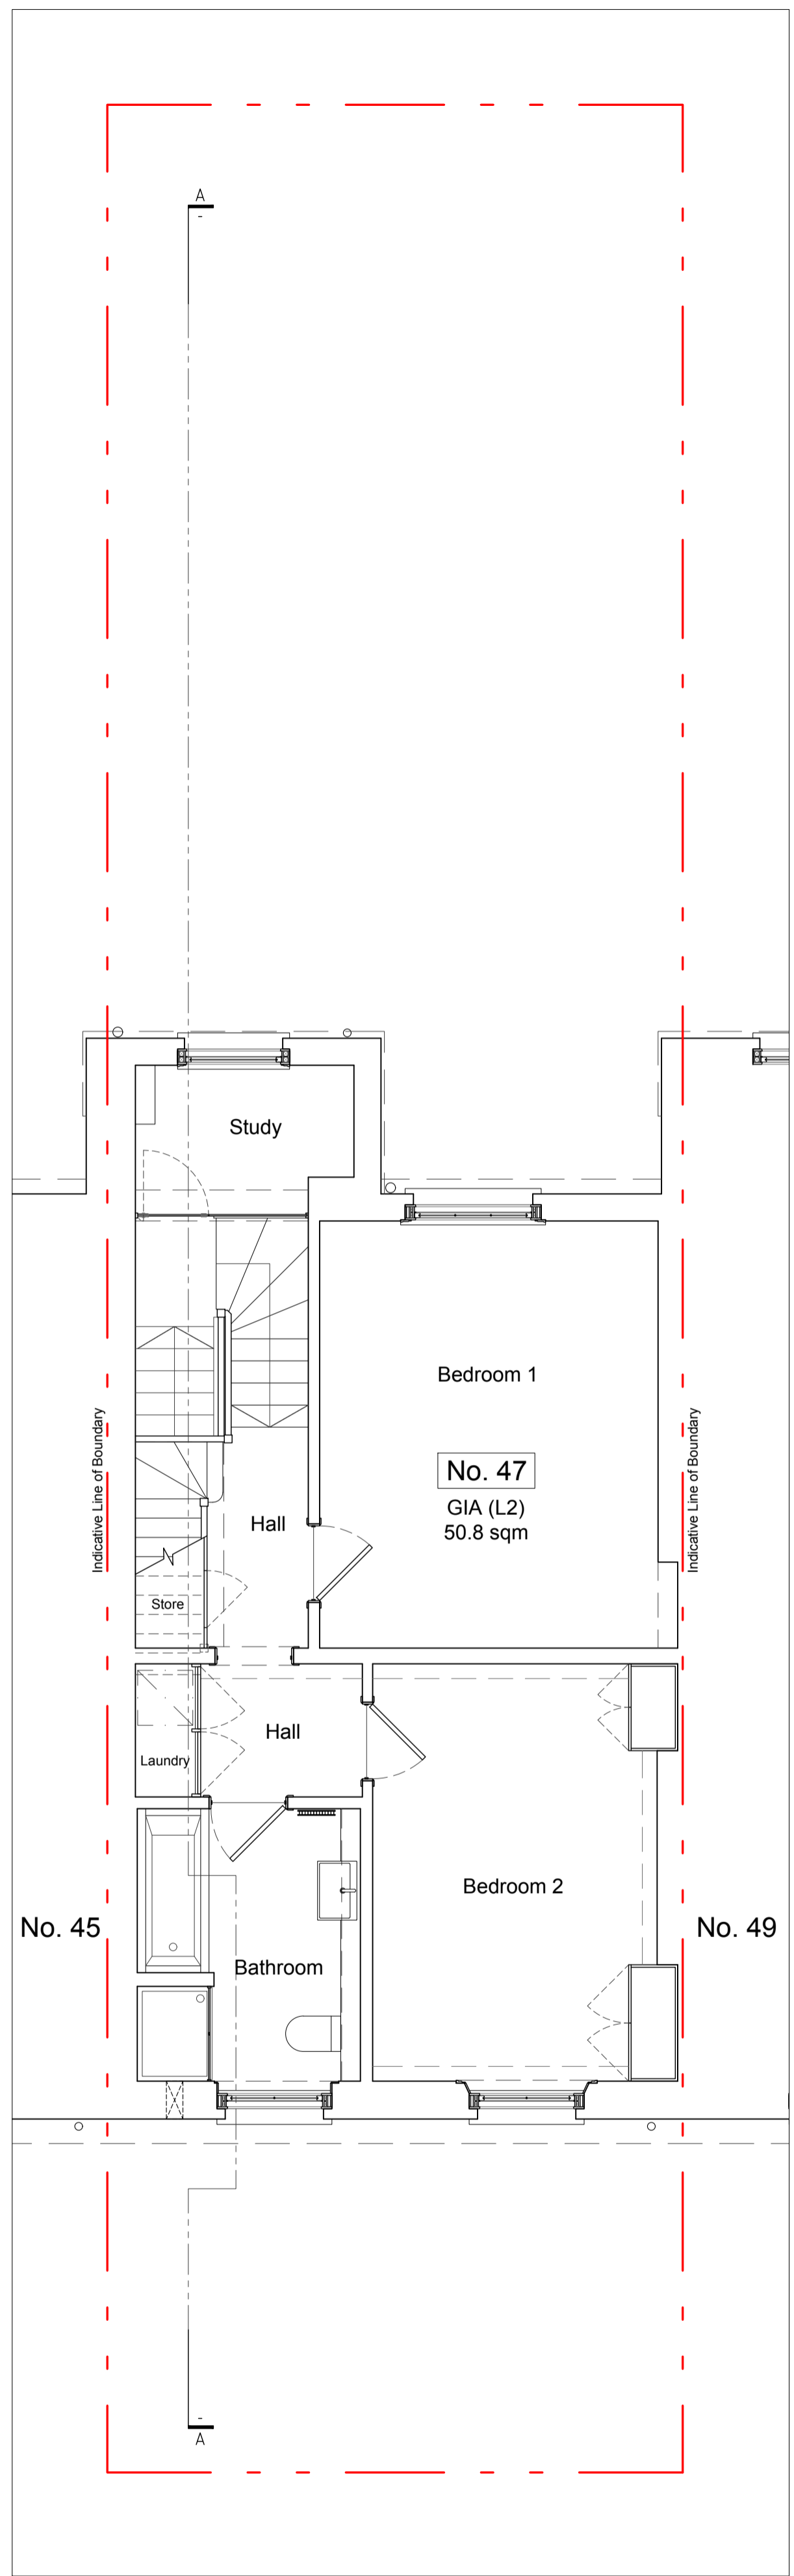 A
-
Study
Bedroom 1
Indicative Line of Boundary
Indicative Line of Boundary
No. 47
GIA (L2)
50.8 sqm
Hall
Store
Hall
Laundry
Bedroom 2
No. 45
No. 49
Bathroom
-
A